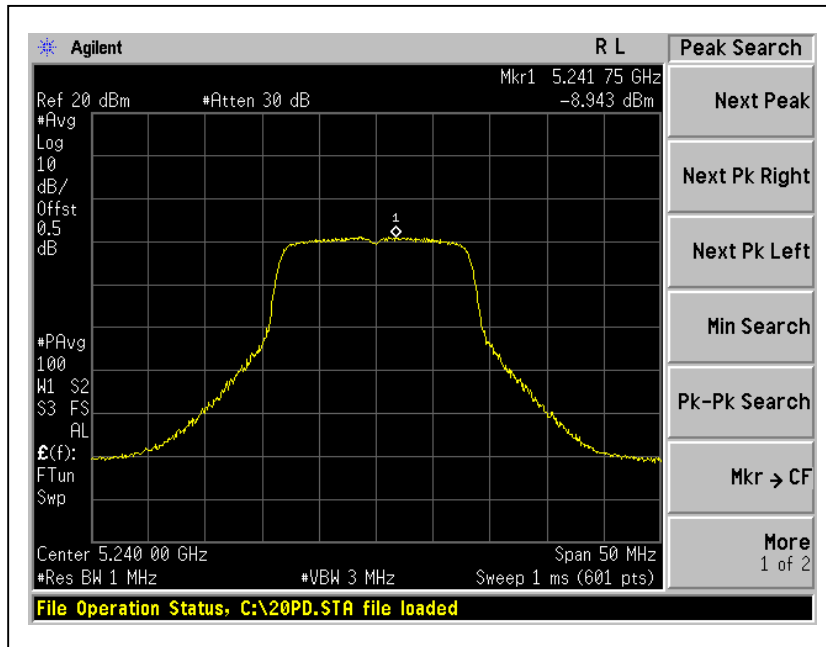 Agilent R L Peak Search
Mkr1 5.241 75 GHz
Ref 20 dBm #Atten 30 dB -8.943 dBm
#Avg
Log
10
dB/
Offst
0.5
dB
1
#PAvg
100
W1 S2
S3 FS
AL
£(f):
FTun
Swp
Center 5.240 00 GHz Span 50 MHz
#Res BW 1 MHz #VBW 3 MHz Sweep 1 ms (601 pts)
File Operation Status, C:\20PD.STA file loaded
Next Peak
Next Pk Right
Next Pk Left
Min Search
Pk-Pk Search
Mkr → CF
More
1 of 2